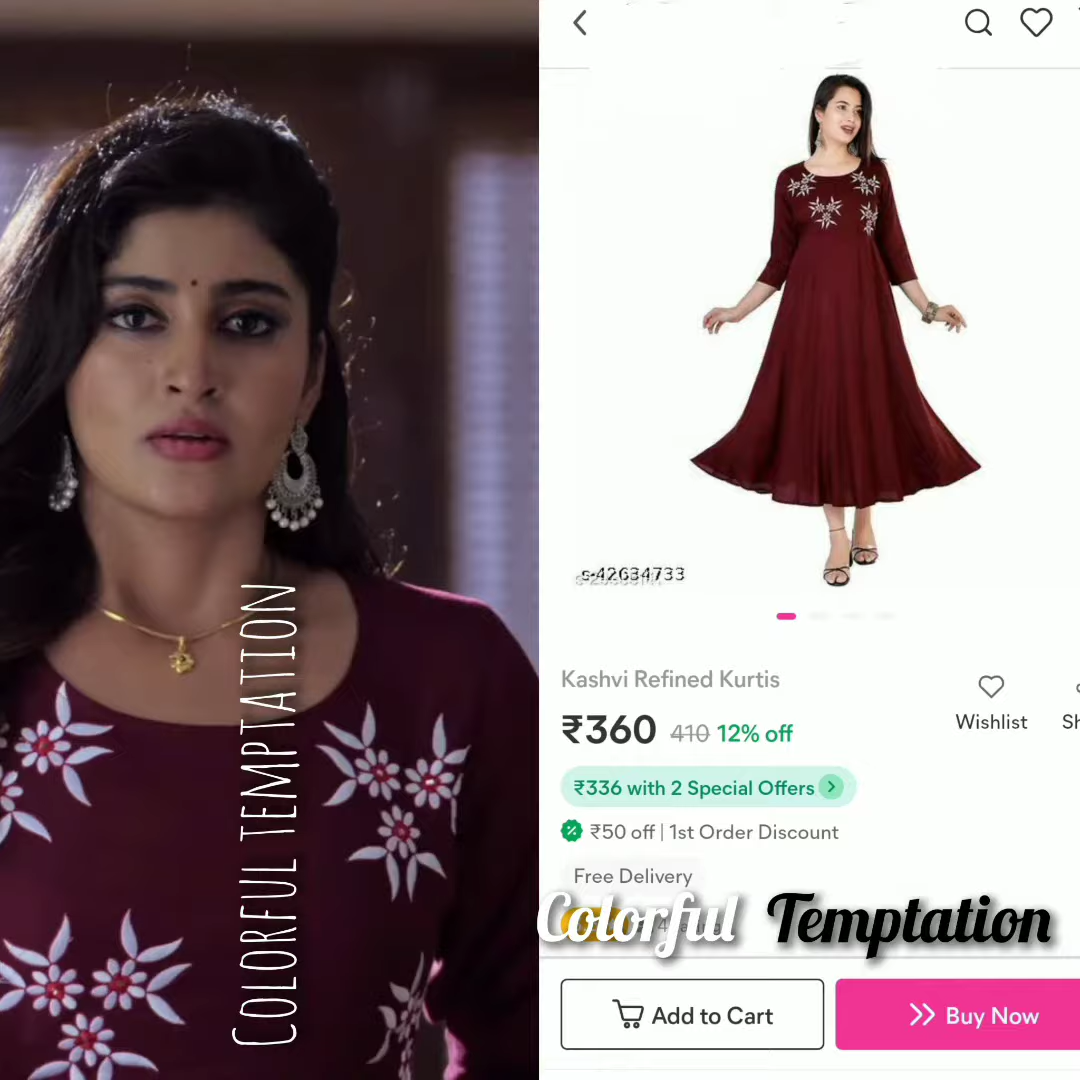 COLORFUL TEMPTATION
s-42634733
Kashvi Refined Kurtis
₹360 410 12% off
Wishlist
Sh
₹336 with 2 Special Offers
₹50 off | 1st Order Discount
Free Delivery
Colorful Temptation
Add to Cart
Buy Now